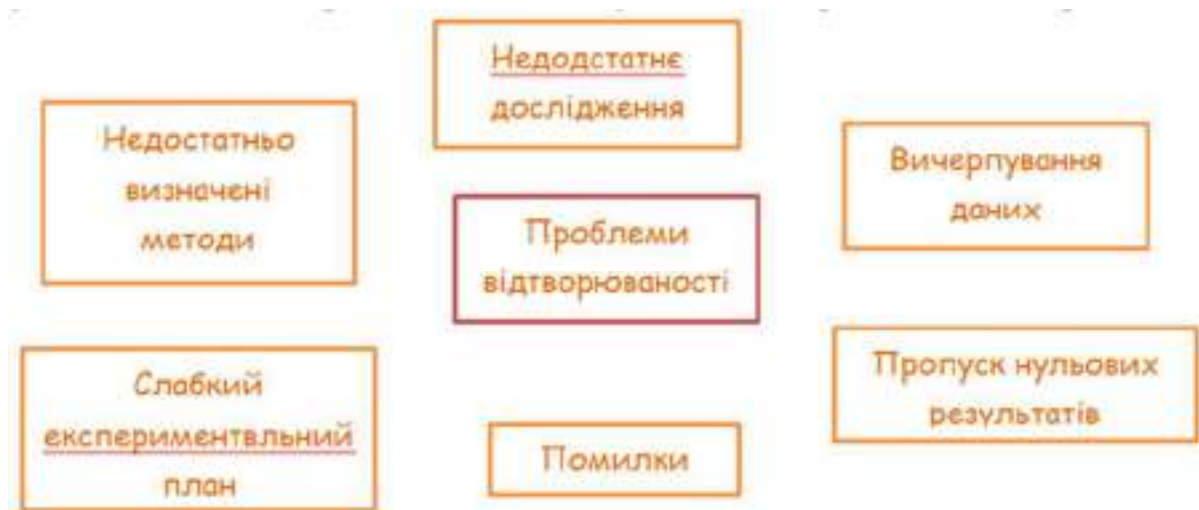 Недодстатнє
дослідження
Недостатньо
визначені
методи
Вичерпування
даних
Проблеми
відтворюваності
Слабкий
експериментвльний
план
Пропуск нульових
результатів
Помилки